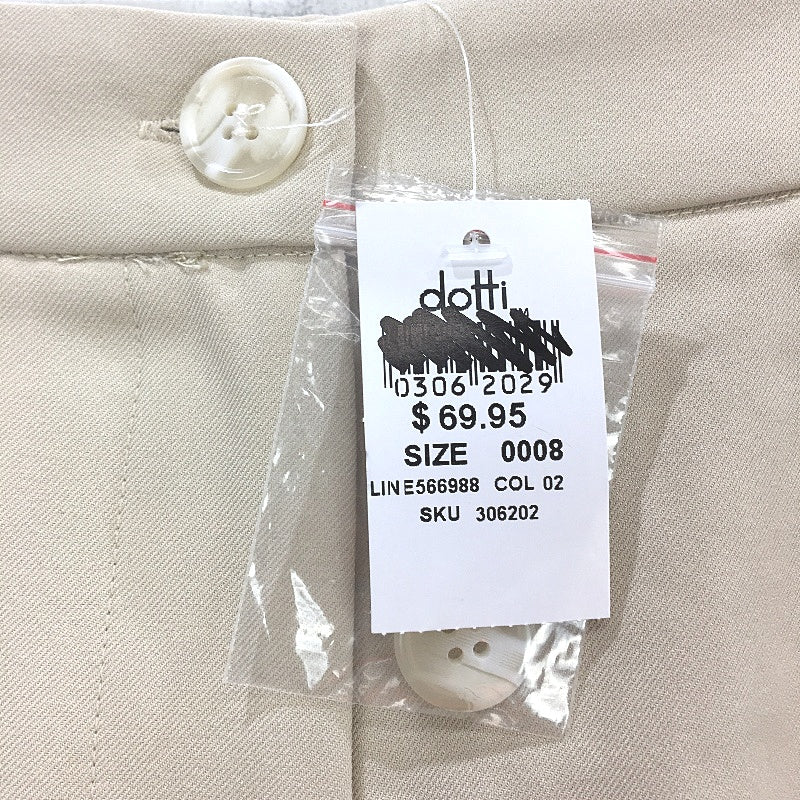 dotti
0306 2029
$69.95
SIZE 0008
LINE566988 COL 02
SKU 306202